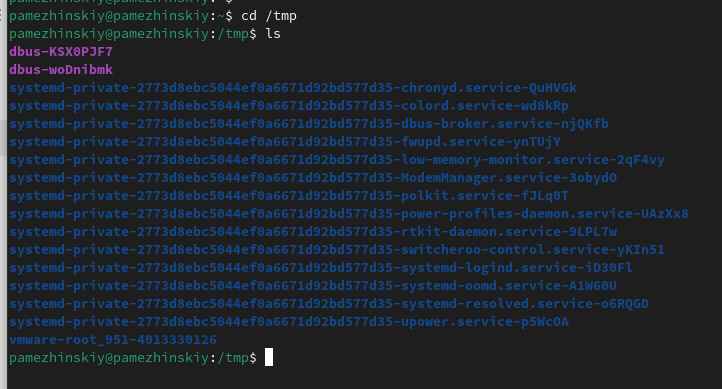 pamezhinskiy@pamezhinskiy:~$ cd /tmp
pamezhinskiy@pamezhinskiy:/tmp$ ls
dbus-KSX0PJF7
dbus-woDnibmk
systemd-private-2773d8ebc5044ef0a6671d92bd577d35-chronyd.service-QuHVGk
systemd-private-2773d8ebc5044ef0a6671d92bd577d35-colord.service-wd8kRp
systemd-private-2773d8ebc5044ef0a6671d92bd577d35-dbus-broker.service-njQKfb
systemd-private-2773d8ebc5044ef0a6671d92bd577d35-fwupd.service-ynTUjY
systemd-private-2773d8ebc5044ef0a6671d92bd577d35-low-memory-monitor.service-2qF4vy
systemd-private-2773d8ebc5044ef0a6671d92bd577d35-ModemManager.service-3obydO
systemd-private-2773d8ebc5044ef0a6671d92bd577d35-polkit.service-fJLq0T
systemd-private-2773d8ebc5044ef0a6671d92bd577d35-power-profiles-daemon.service-UAzXx8
systemd-private-2773d8ebc5044ef0a6671d92bd577d35-rtkit-daemon.service-9LPL7w
systemd-private-2773d8ebc5044ef0a6671d92bd577d35-switcheroo-control.service-yKIn51
systemd-private-2773d8ebc5044ef0a6671d92bd577d35-systemd-logind.service-iD30Fl
systemd-private-2773d8ebc5044ef0a6671d92bd577d35-systemd-oomd.service-A1W60U
systemd-private-2773d8ebc5044ef0a6671d92bd577d35-systemd-resolved.service-o6RQGD
systemd-private-2773d8ebc5044ef0a6671d92bd577d35-upower.service-p5WcOA
vmware-root_951-4013330126
pamezhinskiy@pamezhinskiy:/tmp$